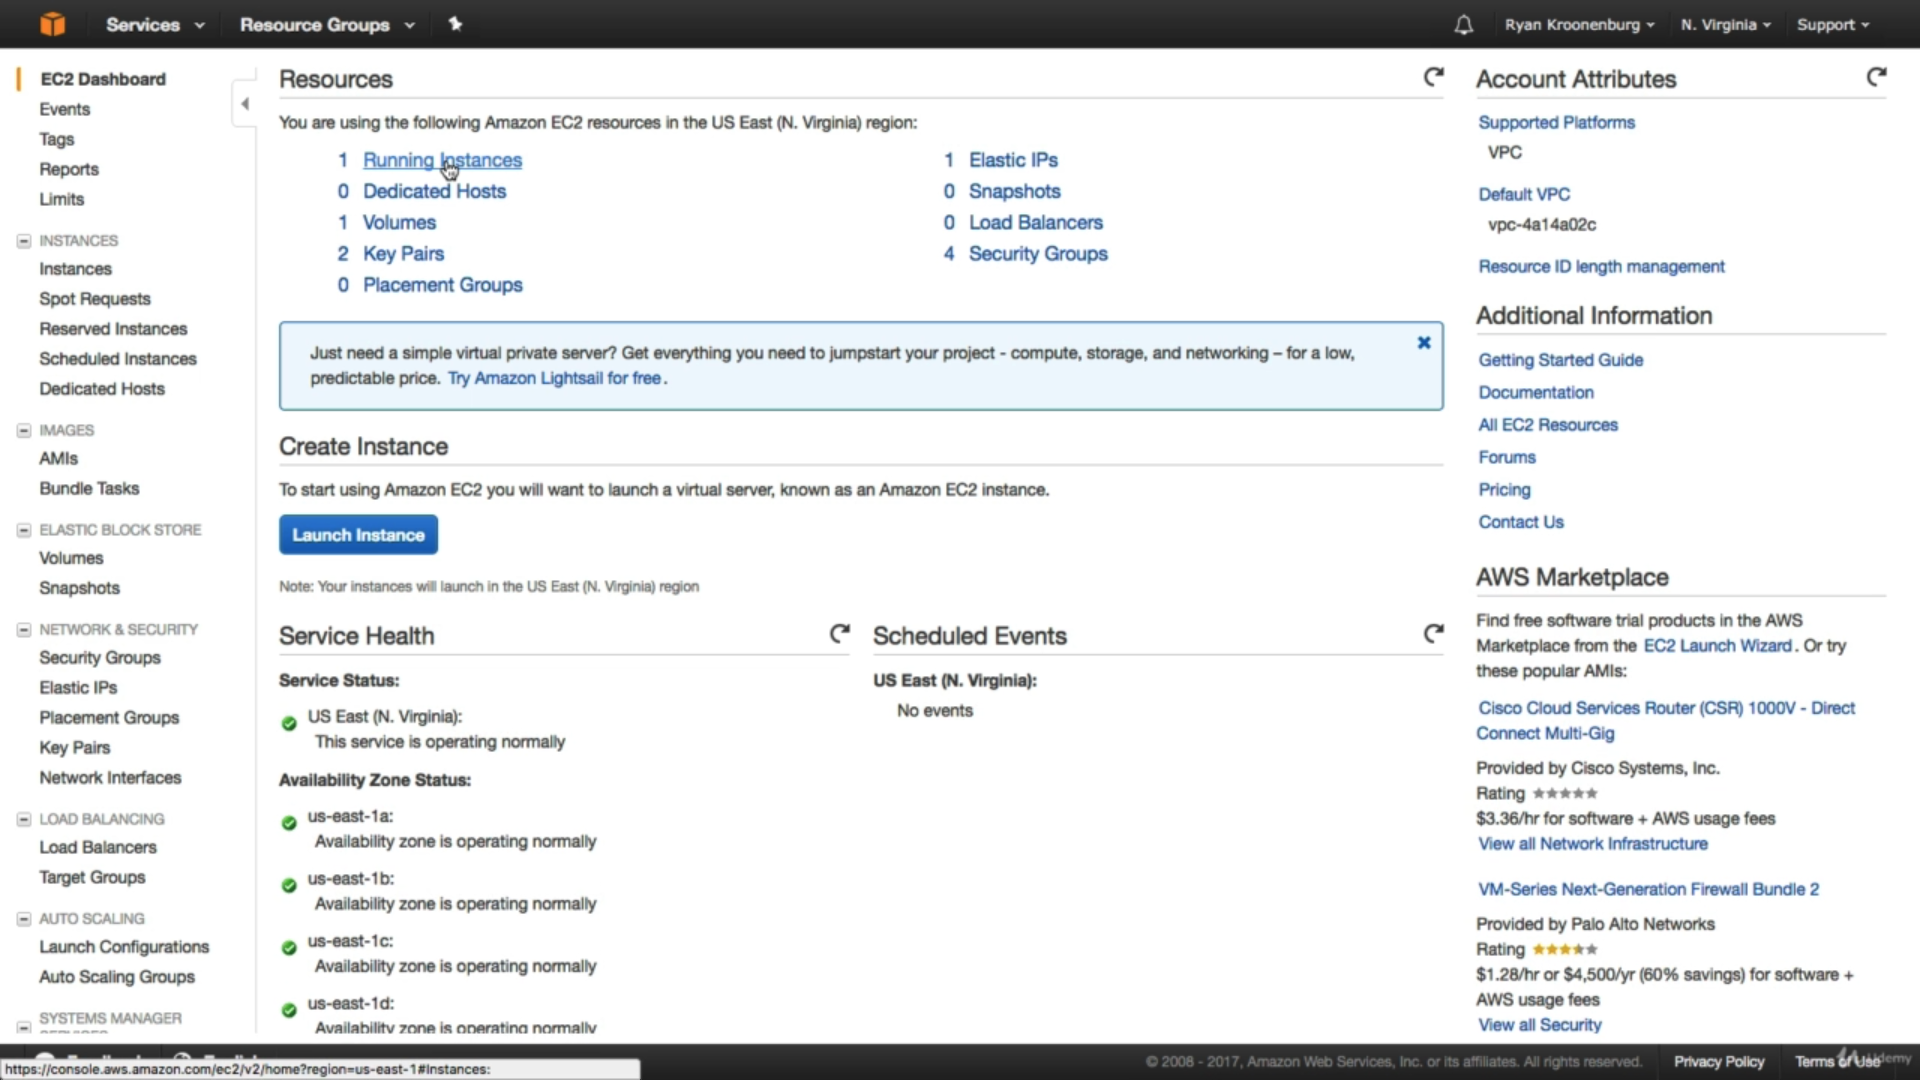 Services
Resource Groups
Ryan Kroonenburg
N. Virginia
Support
EC2 Dashboard
Events
Tags
Reports
Limits
INSTANCES
Instances
Spot Requests
Reserved Instances
Scheduled Instances
Dedicated Hosts
IMAGES
AMIs
Bundle Tasks
ELASTIC BLOCK STORE
Volumes
Snapshots
NETWORK & SECURITY
Security Groups
Elastic IPs
Placement Groups
Key Pairs
Network Interfaces
LOAD BALANCING
Load Balancers
Target Groups
AUTO SCALING
Launch Configurations
Auto Scaling Groups
SYSTEMS MANAGER
Resources
You are using the following Amazon EC2 resources in the US East (N. Virginia) region:
1 Running Instances
0 Dedicated Hosts
1 Volumes
2 Key Pairs
0 Placement Groups
1 Elastic IPs
0 Snapshots
0 Load Balancers
4 Security Groups
Just need a simple virtual private server? Get everything you need to jumpstart your project - compute, storage, and networking – for a low,
predictable price. Try Amazon Lightsail for free.
Create Instance
To start using Amazon EC2 you will want to launch a virtual server, known as an Amazon EC2 instance.
Launch Instance
Note: Your instances will launch in the US East (N. Virginia) region
Service Health
Service Status:
US East (N. Virginia):
This service is operating normally
Availability Zone Status:
us-east-1a:
Availability zone is operating normally
us-east-1b:
Availability zone is operating normally
us-east-1c:
Availability zone is operating normally
us-east-1d:
Availability zone is operating normally
Scheduled Events
US East (N. Virginia):
No events
Account Attributes
Supported Platforms
VPC
Default VPC
vpc-4a14a02c
Resource ID length management
Additional Information
Getting Started Guide
Documentation
All EC2 Resources
Forums
Pricing
Contact Us
AWS Marketplace
Find free software trial products in the AWS
Marketplace from the EC2 Launch Wizard. Or try
these popular AMIs:
Cisco Cloud Services Router (CSR) 1000V - Direct
Connect Multi-Gig
Provided by Cisco Systems, Inc.
Rating
$3.36/hr for software + AWS usage fees
View all Network Infrastructure
VM-Series Next-Generation Firewall Bundle 2
Provided by Palo Alto Networks
Rating
$1.28/hr or $4,500/yr (60% savings) for software +
AWS usage fees
View all Security
https://console.aws.amazon.com/ec2/v2/home?region=us-east-1#Instances:
© 2008 - 2017, Amazon Web Services, Inc. or its affiliates. All rights reserved.
Privacy Policy
Terms of Use